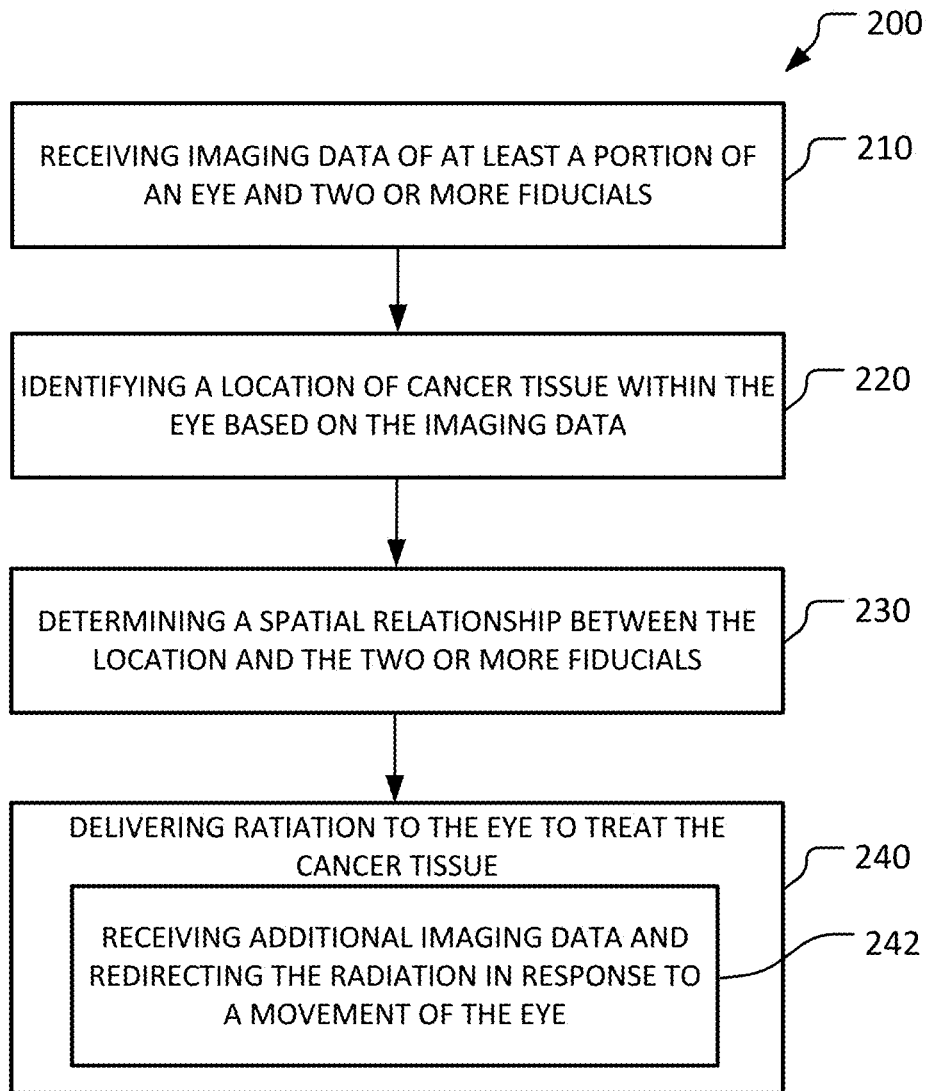 200
RECEIVING IMAGING DATA OF AT LEAST A PORTION OF
AN EYE AND TWO OR MORE FIDUCIALS
210
IDENTIFYING A LOCATION OF CANCER TISSUE WITHIN THE
EYE BASED ON THE IMAGING DATA
220
DETERMINING A SPATIAL RELATIONSHIP BETWEEN THE
LOCATION AND THE TWO OR MORE FIDUCIALS
230
DELIVERING RATIATION TO THE EYE TO TREAT THE
CANCER TISSUE
240
RECEIVING ADDITIONAL IMAGING DATA AND
REDIRECTING THE RADIATION IN RESPONSE TO
A MOVEMENT OF THE EYE
242